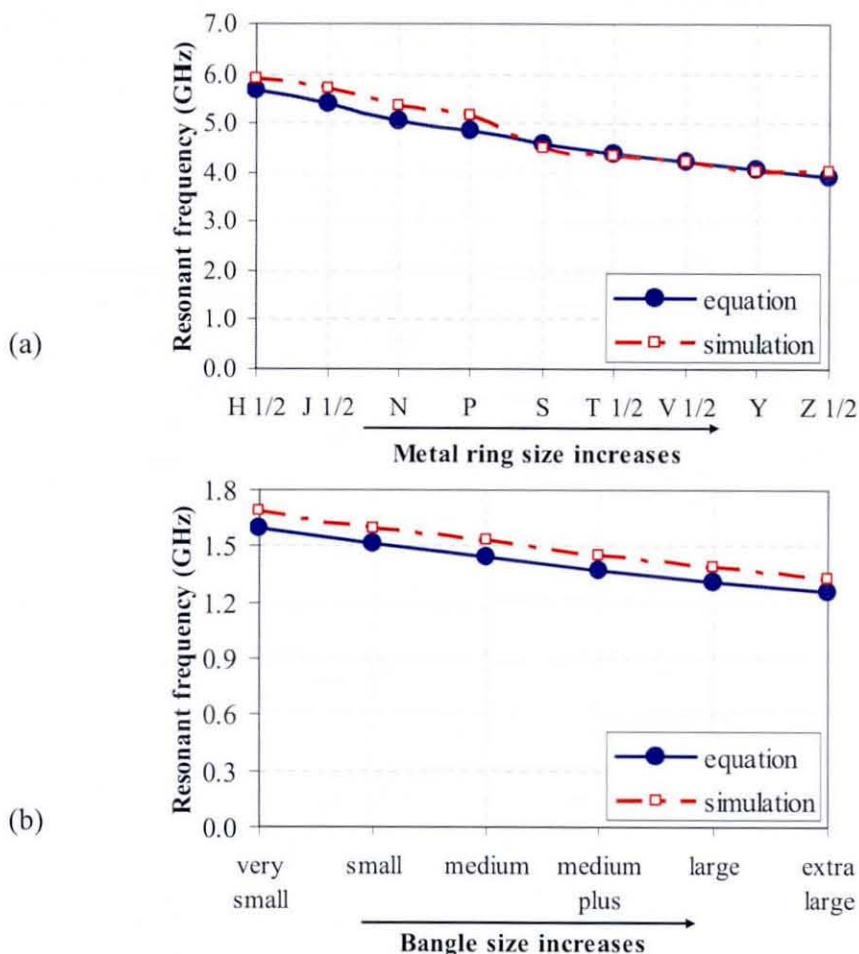 (a)
Resonant frequency (GHz)
7.0
6.0
5.0
4.0
3.0
2.0
1.0
0.0
equation
simulation
H 1/2 J 1/2 N P S T 1/2 V 1/2 Y Z 1/2
Metal ring size increases
(b)
Resonant frequency (GHz)
1.8
1.5
1.2
0.9
0.6
0.3
0.0
equation
simulation
very small medium medium large extra
small plus large
Bangle size increases